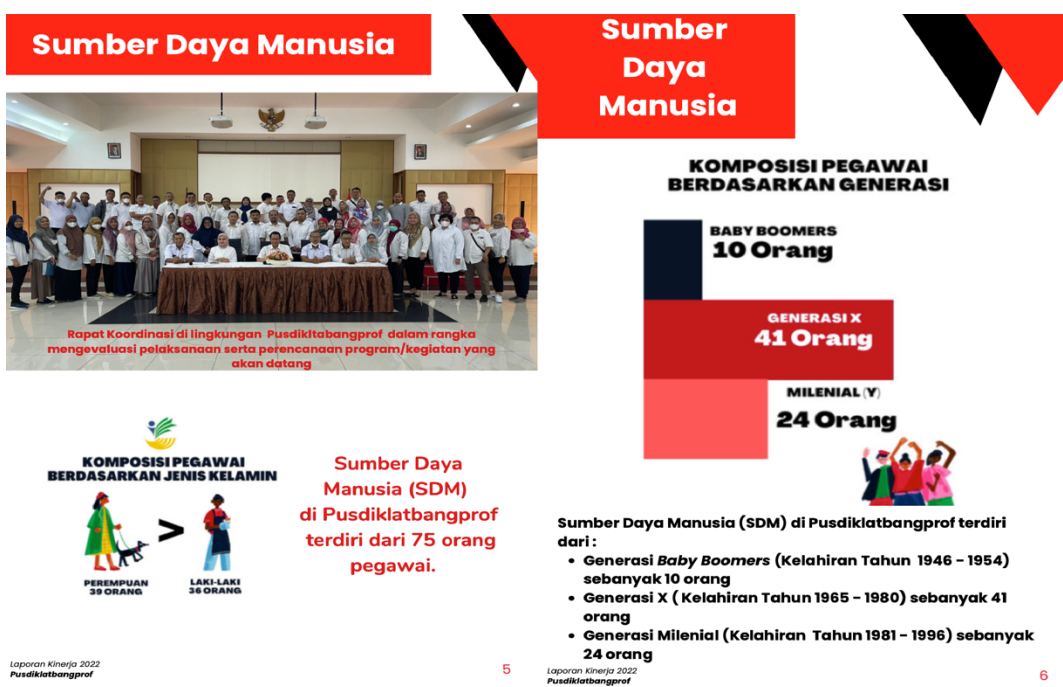 Sumber Daya Manusia
Rapat Koordinasi di lingkungan Pusdikltabangprof dalam rangka
mengevaluasi pelaksanaan serta perencanaan program/kegiatan yang
akan datang
KOMPOSISI PEGAWAI
BERDASARKAN JENIS KELAMIN
>
PEREMPUAN
39 ORANG
LAKI-LAKI
36 ORANG
Sumber Daya
Manusia (SDM)
di Pusdiklatbangprof
terdiri dari 75 orang
pegawai.
Laporan Kinerja 2022
Pusdiklatbangprof
5
Sumber
Daya
Manusia
KOMPOSISI PEGAWAI
BERDASARKAN GENERASI
BABY BOOMERS
10 Orang
GENERASI X
41 Orang
MILENIAL (Y)
24 Orang
Sumber Daya Manusia (SDM) di Pusdiklatbangprof terdiri
dari :
• Generasi Baby Boomers (Kelahiran Tahun 1946 - 1954)
sebanyak 10 orang
• Generasi X ( Kelahiran Tahun 1965 - 1980) sebanyak 41
orang
• Generasi Milenial (Kelahiran Tahun 1981 - 1996) sebanyak
24 orang
Laporan Kinerja 2022
Pusdiklatbangprof
6